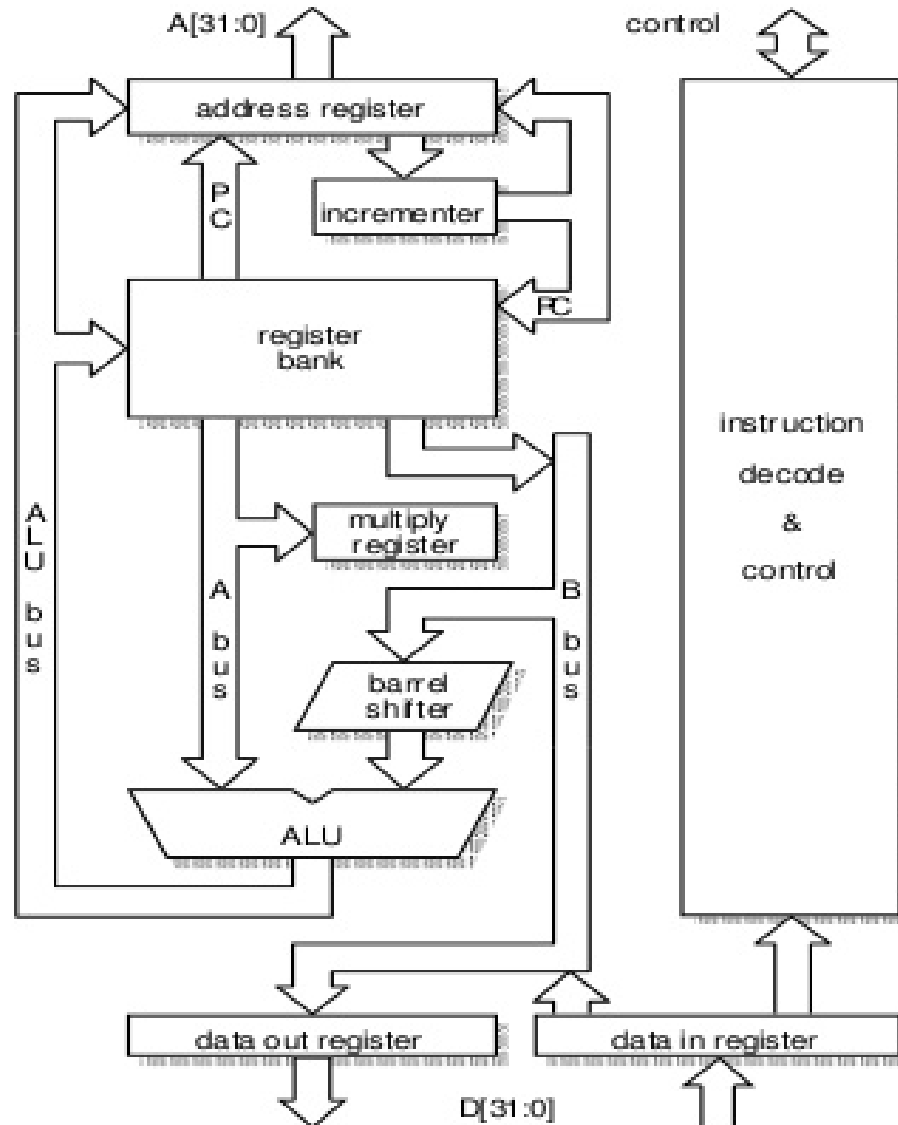 A[31:0]
control
address register
PC
incrementer
PC
register
bank
instruction
decode
&
control
multiply
register
ALU bus
A bus
B bus
barrel
shifter
ALU
data out register
data in register
D[31:0]